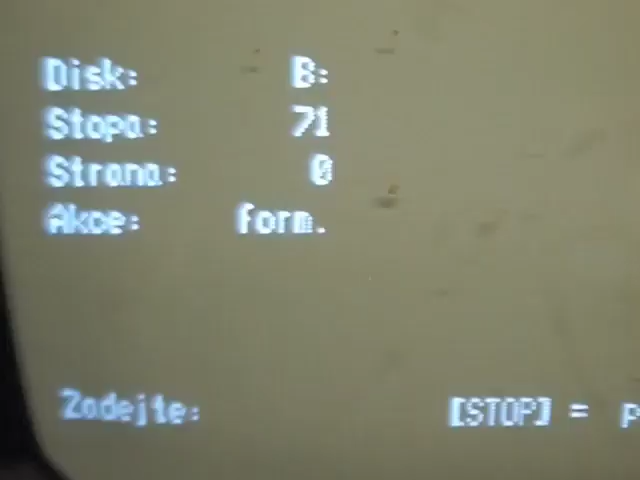 Disk: B:
Stopa: 71
Strana: 0
Akce: form.
Zadejte: [STOP] = p